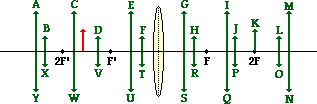 A C E G I M
B D F H J K L
2F' F' F 2F
X V T R P O
Y W U S Q N